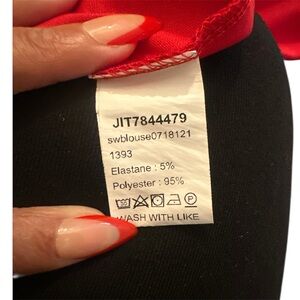 JIT7844479
swblouse0718121
1393
Elastane : 5%
Polyester : 95%
WASH WITH LIKE